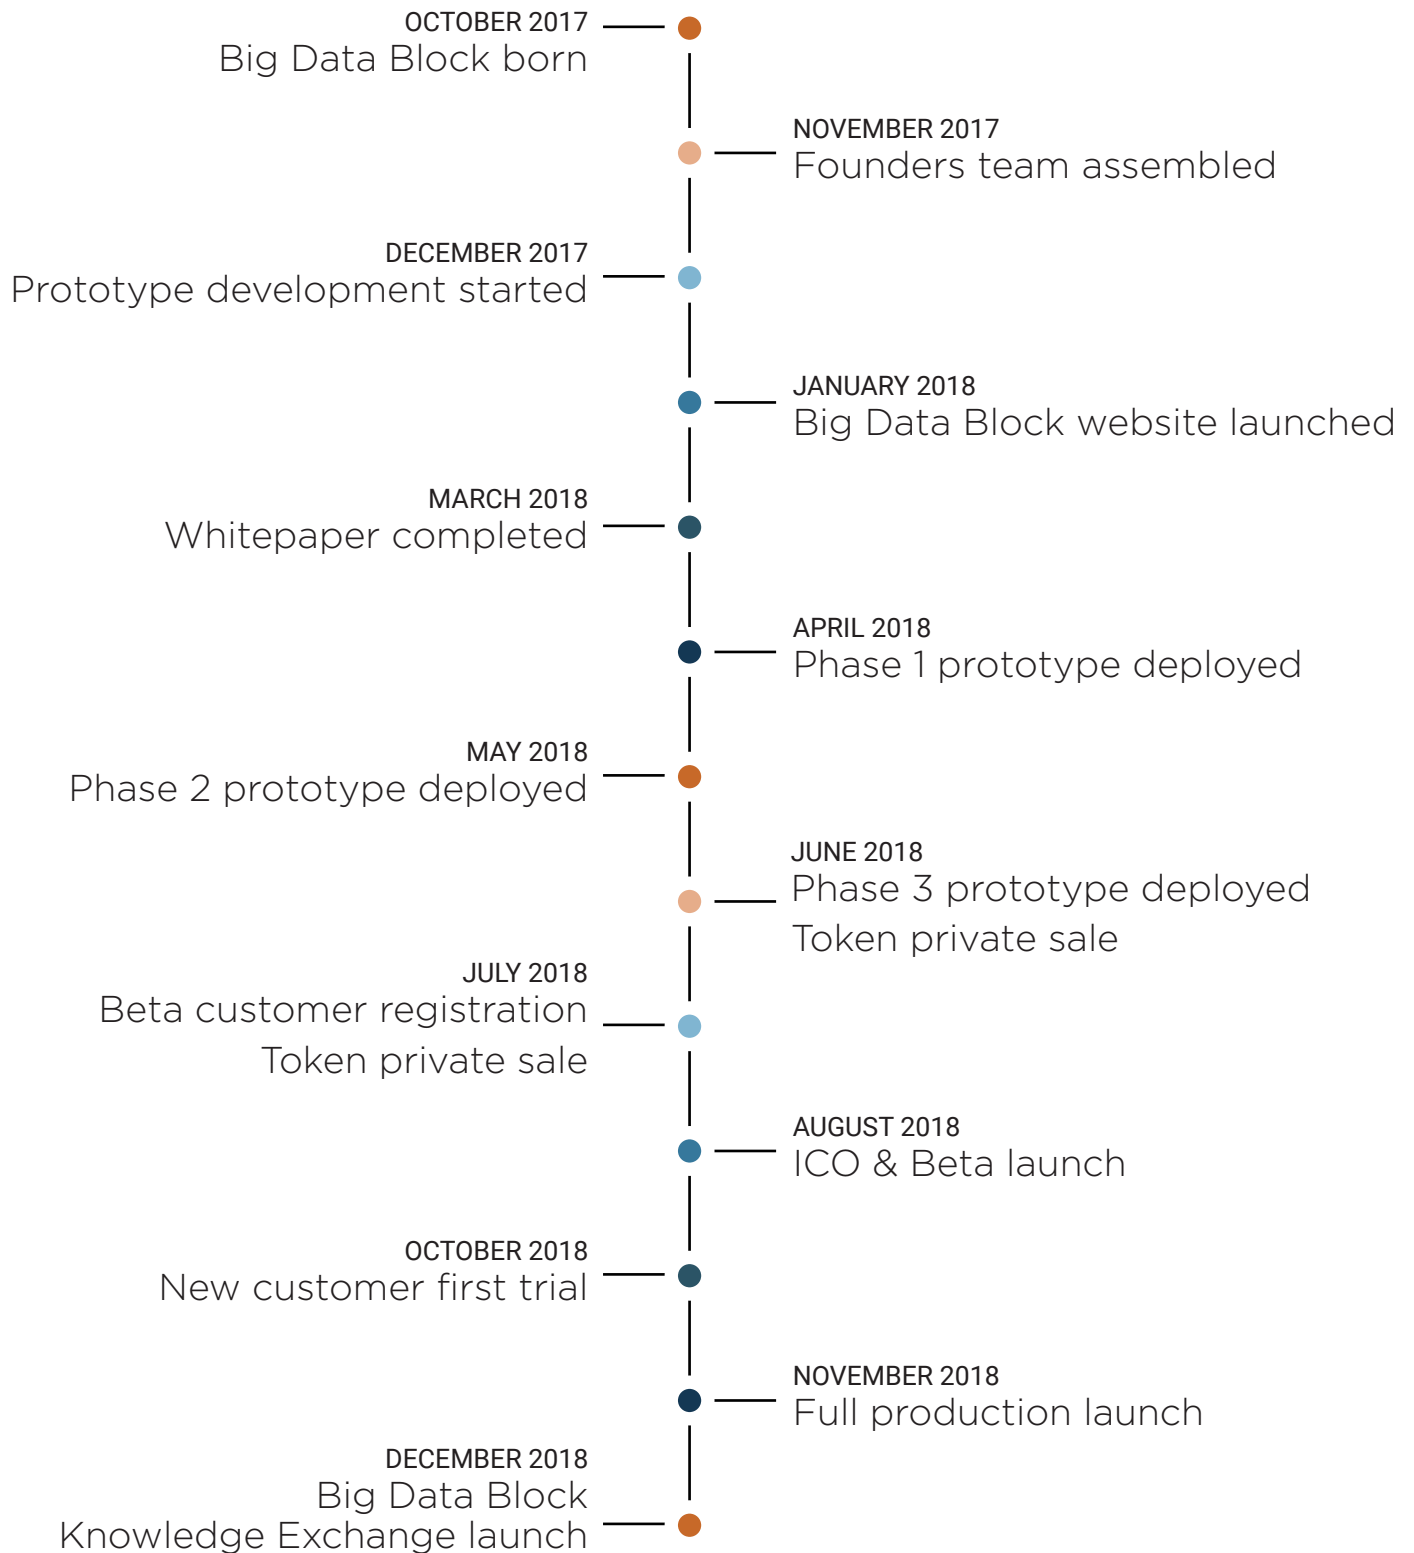 OCTOBER 2017
Big Data Block born
NOVEMBER 2017
Founders team assembled
DECEMBER 2017
Prototype development started
JANUARY 2018
Big Data Block website launched
MARCH 2018
Whitepaper completed
APRIL 2018
Phase 1 prototype deployed
MAY 2018
Phase 2 prototype deployed
JUNE 2018
Phase 3 prototype deployed
Token private sale
JULY 2018
Beta customer registration
Token private sale
AUGUST 2018
ICO & Beta launch
OCTOBER 2018
New customer first trial
NOVEMBER 2018
Full production launch
DECEMBER 2018
Big Data Block
Knowledge Exchange launch